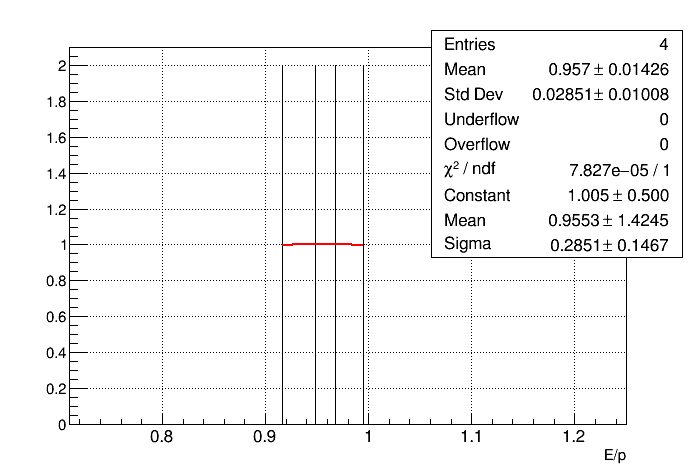 Entries 4
Mean 0.957 ± 0.01426
Std Dev 0.02851± 0.01008
Underflow 0
Overflow 0
χ² / ndf 7.827e−05 / 1
Constant 1.005 ± 0.500
Mean 0.9553 ± 1.4245
Sigma 0.2851 ± 0.1467
2
1.8
1.6
1.4
1.2
1
0.8
0.6
0.4
0.2
0
0.8 0.9 1 1.1 1.2
E/p